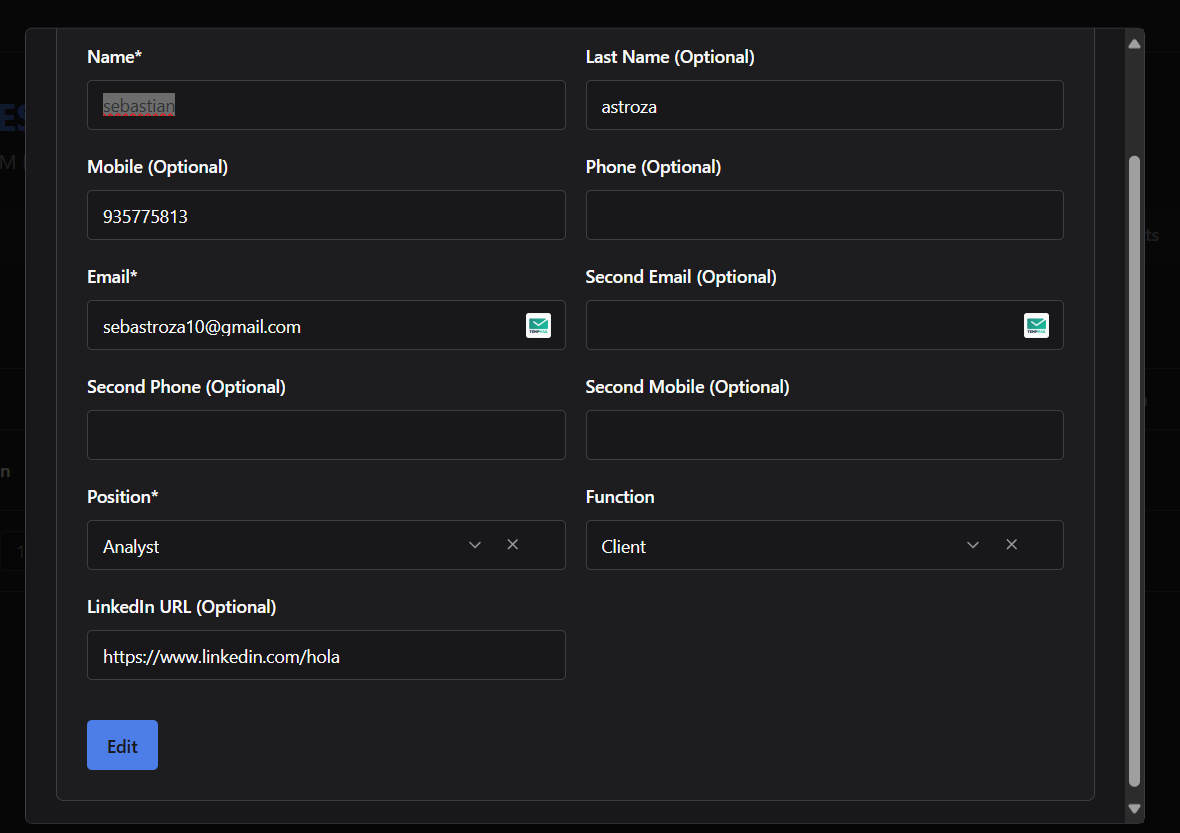 Name* Last Name (Optional)
sebastian astroza
Mobile (Optional) Phone (Optional)
935775813
Email* Second Email (Optional)
sebastroza10@gmail.com
Second Phone (Optional) Second Mobile (Optional)
Position* Function
Analyst Client
LinkedIn URL (Optional)
https://www.linkedin.com/hola
Edit